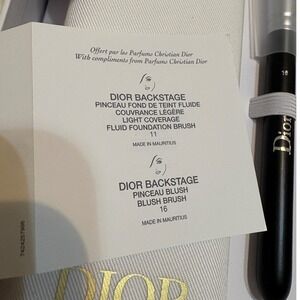 Offert par les Parfums Christian Dior
With compliments from Parfums Christian Dior
DIOR BACKSTAGE
PINCEAU FOND DE TEINT FLUIDE
COUVRANCE LÉGÈRE
LIGHT COVERAGE
FLUID FOUNDATION BRUSH
11
MADE IN MAURITIUS
DIOR BACKSTAGE
PINCEAU BLUSH
BLUSH BRUSH
16
MADE IN MAURITIUS
DIOR
16
Dior